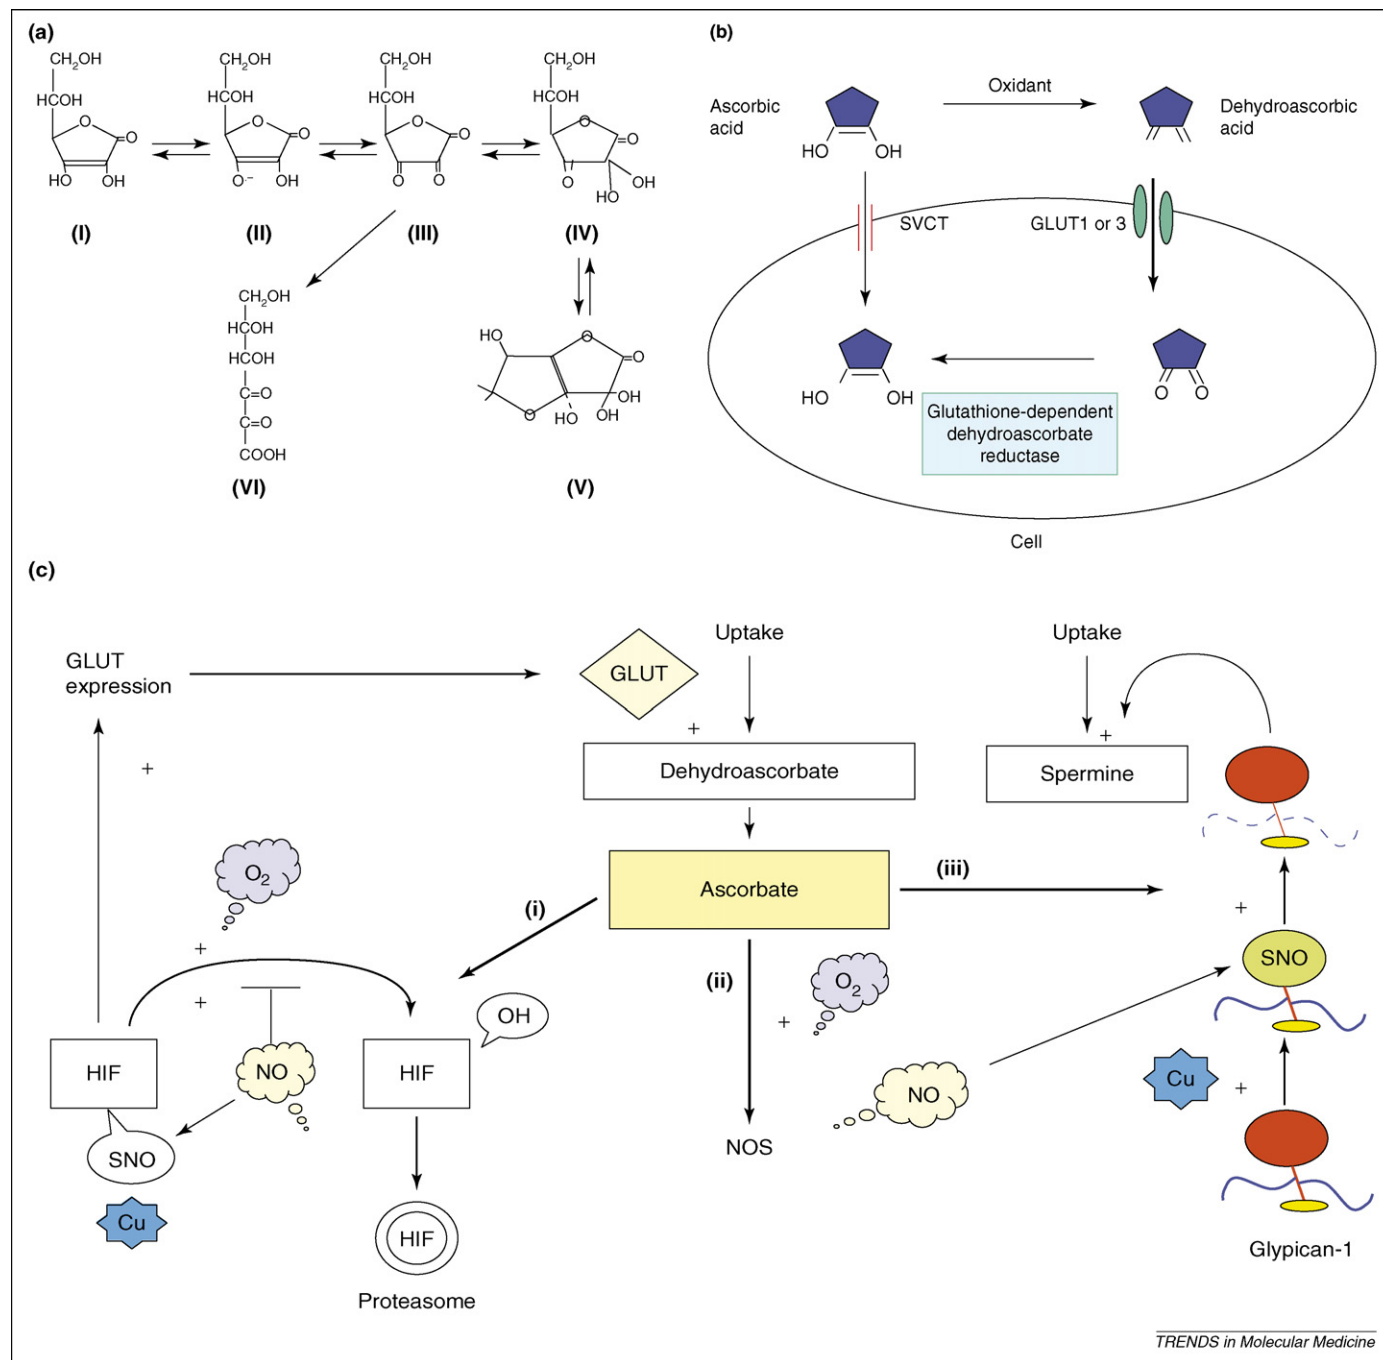 (a)
CH2OH
HCOH
O
O
HO
OH
(I)
CH2OH
HCOH
O
O
O·−
OH
(II)
CH2OH
HCOH
O
O
O
O
(III)
CH2OH
HCOH
O
O
O
OH
HO
(IV)
CH2OH
HCOH
HCOH
C=O
C=O
COOH
(VI)
HO
O
O
O
HO
OH
OH
(V)
(b)
Ascorbic
acid
HO
OH
Oxidant
Dehydroascorbic
acid
SVCT
GLUT1 or 3
HO
OH
O
O
Glutathione-dependent
dehydroascorbate
reductase
Cell
(c)
GLUT
expression
+
GLUT
Uptake
+
Dehydroascorbate
Ascorbate
Uptake
+
Spermine
O2
+
+
(i)
(ii)
(iii)
HIF
NO
SNO
Cu
HIF
OH
HIF
Proteasome
O2
+
NOS
NO
+
SNO
Cu
+
Glypican-1
TRENDS in Molecular Medicine